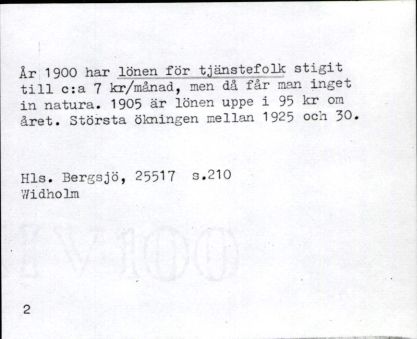 År 1900 har lönen för tjänstefolk stigit
till c:a 7 kr/månad, men då får man inget
in natura. 1905 är lönen uppe i 95 kr om
året. Största ökningen mellan 1925 och 30.
Hls. Bergsjö, 25517 s.210
Widholm
2